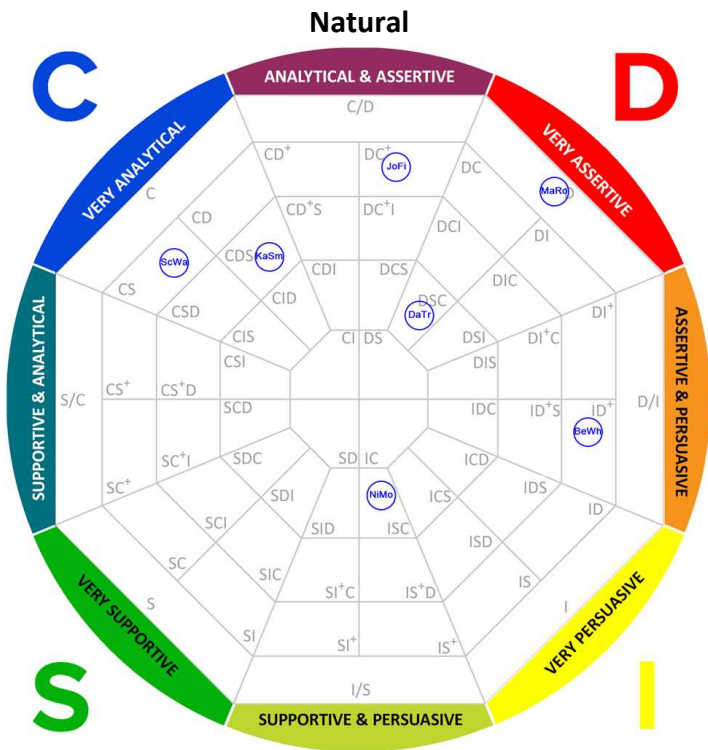 Natural
C
D
ANALYTICAL & ASSERTIVE
C/D
VERY ANALYTICAL
VERY ASSERTIVE
CD+
DC+
JoFi
DC
C
MaRo
D
CD
CD+S
DC+I
DCI
DI
ScWa
CDS
KaSm
CDI
DCS
DIC
CS
CSD
CID
DSC
DaTr
DI+
CIS
CI
DS
DSI
DI+C
CSI
DIS
SUPPORTIVE & ANALYTICAL
S/C
CS+
CS+D
SCD
IDC
ID+S
ID+
BeWh
D/I
ASSERTIVE & PERSUASIVE
SC+
SC+I
SDC
SD
IC
ICD
SDI
NiMo
ICS
IDS
ID
SCI
SID
ISC
ISD
SC
SIC
SI+C
IS+D
IS
S
I
SI
SI+
IS+
VERY SUPPORTIVE
VERY PERSUASIVE
I/S
SUPPORTIVE & PERSUASIVE
S
I